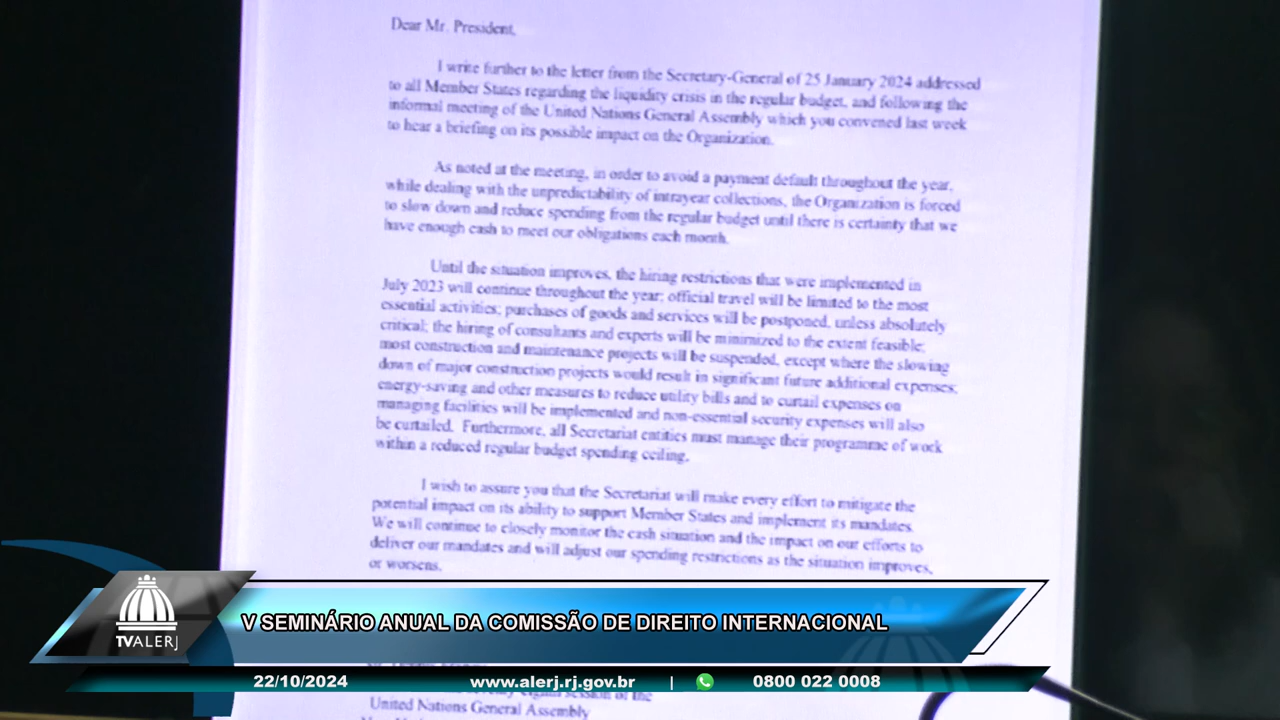 Dear Mr. President,
I write further to the letter from the Secretary-General of 25 January 2024 addressed
to all Member States regarding the liquidity crisis in the regular budget, and following the
informal meeting of the United Nations General Assembly which you convened last week
to hear a briefing on its possible impact on the Organization.
As noted at the meeting, in order to avoid a payment default throughout the year,
while dealing with the unpredictability of intrayear collections, the Organization is forced
to slow down and reduce spending from the regular budget until there is certainty that we
have enough cash to meet our obligations each month.
Until the situation improves, the hiring restrictions that were implemented in
July 2023 will continue throughout the year; official travel will be limited to the most
essential activities; purchases of goods and services will be postponed, unless absolutely
critical; the hiring of consultants and experts will be minimized to the extent feasible;
most construction and maintenance projects will be suspended, except where the slowing
down of major construction projects would result in significant future additional expenses;
energy-saving and other measures to reduce utility bills and to curtail expenses on
managing facilities will be implemented and non-essential security expenses will also
be curtailed. Furthermore, all Secretariat entities must manage their programme of work
within a reduced regular budget spending ceiling.
I wish to assure you that the Secretariat will make every effort to mitigate the
potential impact on its ability to support Member States and implement its mandates.
We will continue to closely monitor the cash situation and the impact on our efforts to
deliver our mandates and will adjust our spending restrictions as the situation improves,
or worsens.
V SEMINÁRIO ANUAL DA COMISSÃO DE DIREITO INTERNACIONAL
TVALERJ
22/10/2024 www.alerj.rj.gov.br | 0800 022 0008
session of the
United Nations General Assembly